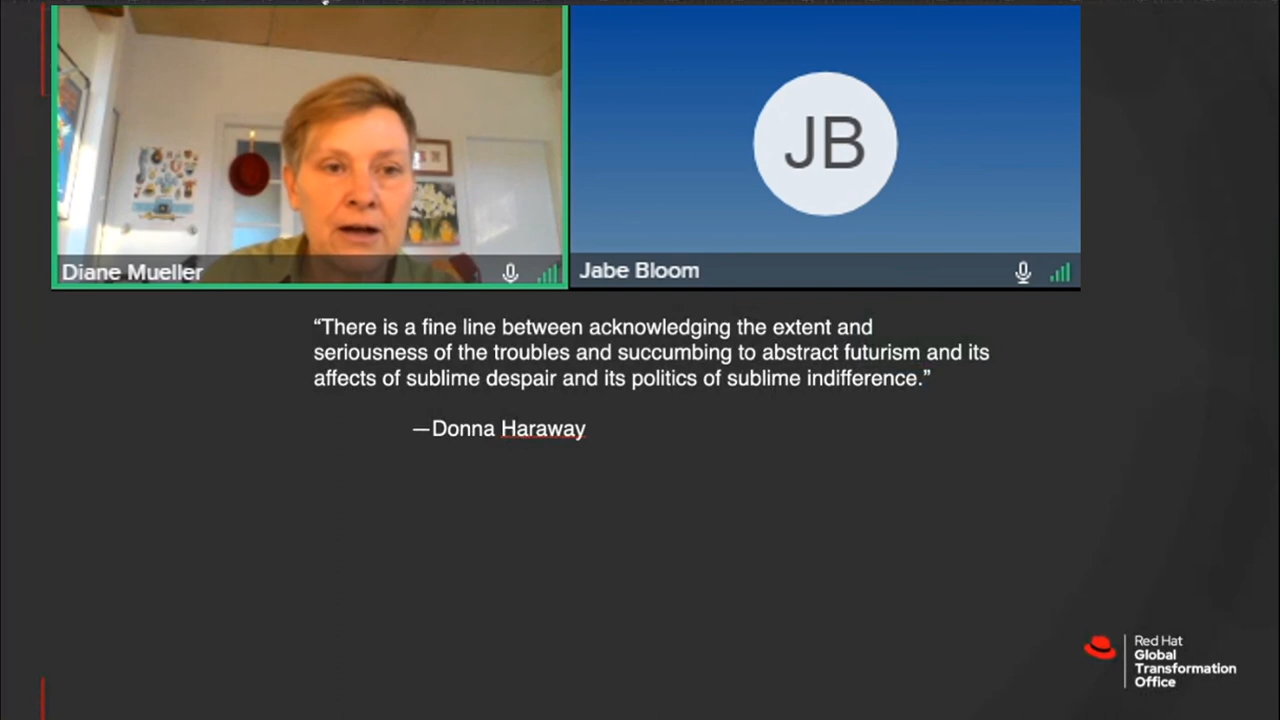 JB
Diane Mueller
Jabe Bloom
“There is a fine line between acknowledging the extent and
seriousness of the troubles and succumbing to abstract futurism and its
affects of sublime despair and its politics of sublime indifference.”
—Donna Haraway
Red Hat
Global
Transformation
Office